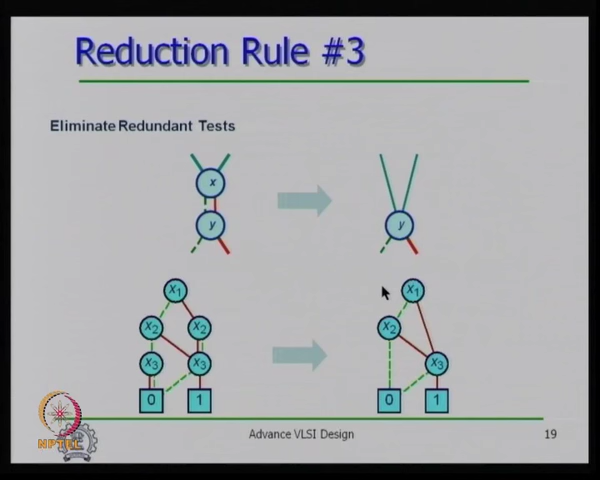 Reduction Rule #3
Eliminate Redundant Tests
x
y
y
x1
x1
x2
x2
x2
x3
x3
x3
0
1
0
1
NPTEL
Advance VLSI Design
19